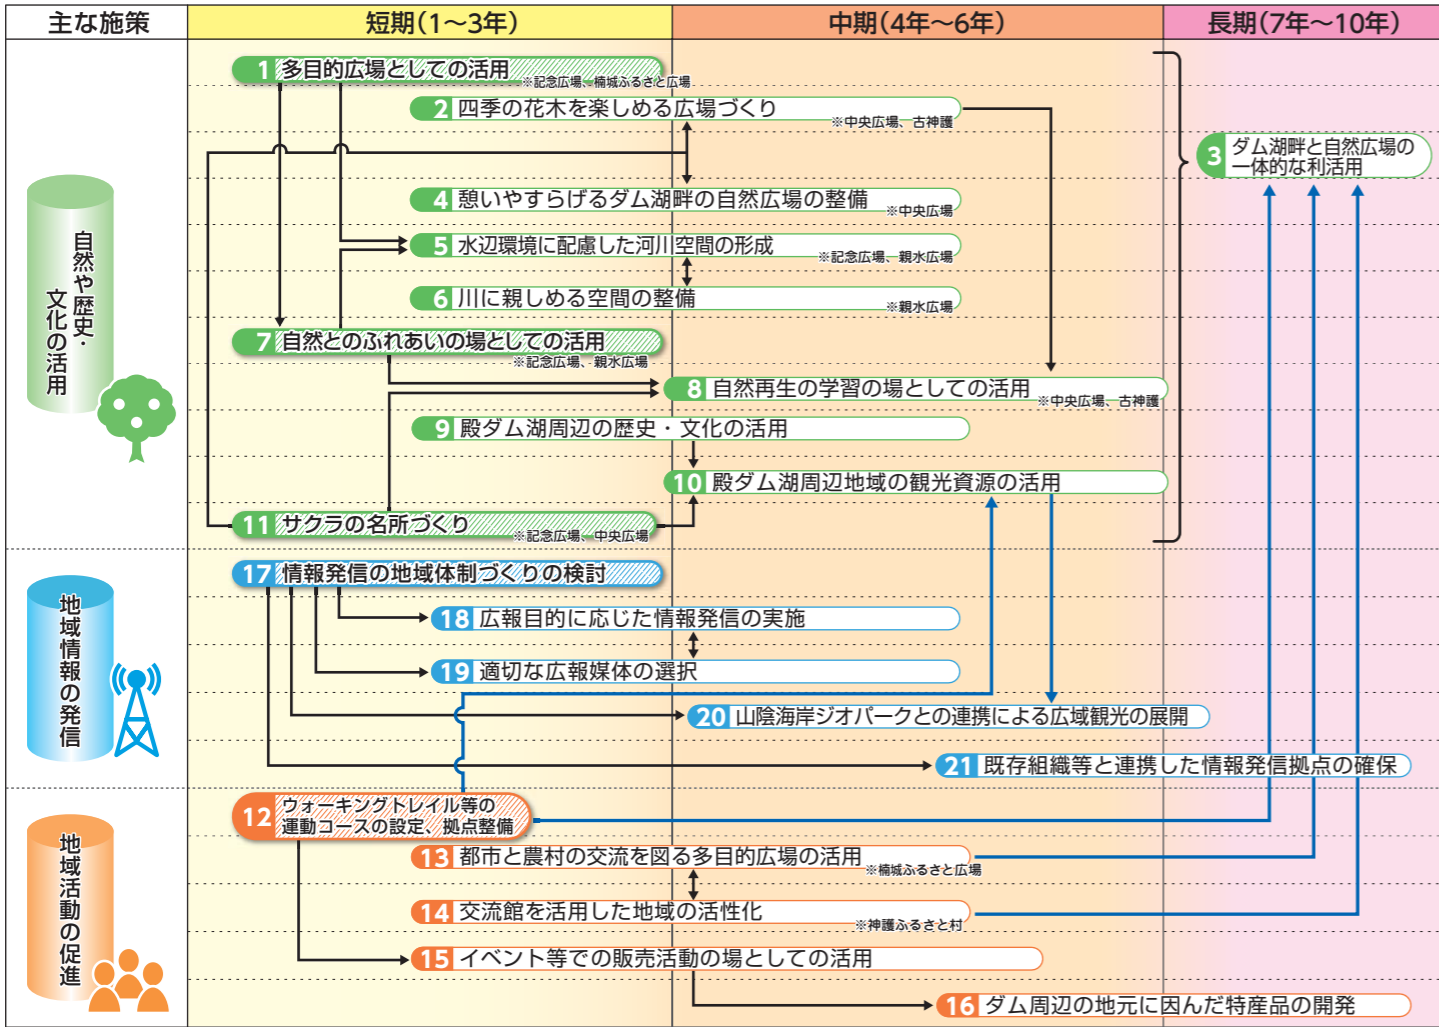 主な施策
短期(1〜3年)
中期(4年〜6年)
長期(7年〜10年)
自然や歴史・
文化の活用
1 多目的広場としての活用
※記念広場、楠城ふるさと広場
2 四季の花木を楽しめる広場づくり
※中央広場、古神護
3 ダム湖畔と自然広場の
一体的な利活用
4 憩いやすらげるダム湖畔の自然広場の整備
※中央広場
5 水辺環境に配慮した河川空間の形成
※記念広場、親水広場
6 川に親しめる空間の整備
※親水広場
7 自然とのふれあいの場としての活用
※記念広場、親水広場
8 自然再生の学習の場としての活用
※中央広場、古神護
9 殿ダム湖周辺の歴史・文化の活用
10 殿ダム湖周辺地域の観光資源の活用
11 サクラの名所づくり
※記念広場、中央広場
地域情報の発信
17 情報発信の地域体制づくりの検討
18 広報目的に応じた情報発信の実施
19 適切な広報媒体の選択
20 山陰海岸ジオパークとの連携による広域観光の展開
21 既存組織等と連携した情報発信拠点の確保
地域活動の促進
12 ウォーキングトレイル等の
運動コースの設定、拠点整備
13 都市と農村の交流を図る多目的広場の活用
※楠城ふるさと広場
14 交流館を活用した地域の活性化
※神護ふるさと村
15 イベント等での販売活動の場としての活用
16 ダム周辺の地元に因んだ特産品の開発